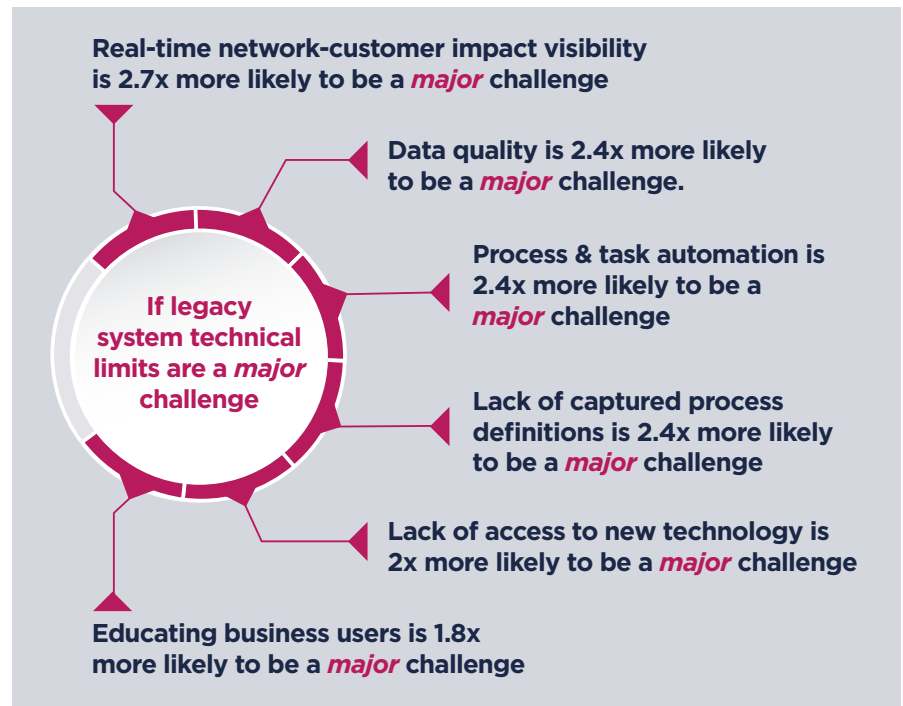 Real-time network-customer impact visibility
is 2.7x more likely to be a major challenge
Data quality is 2.4x more likely
to be a major challenge.
Process & task automation is
2.4x more likely to be a
major challenge
If legacy
system technical
limits are a major
challenge
Lack of captured process
definitions is 2.4x more likely
to be a major challenge
Lack of access to new technology is
2x more likely to be a major challenge
Educating business users is 1.8x
more likely to be a major challenge